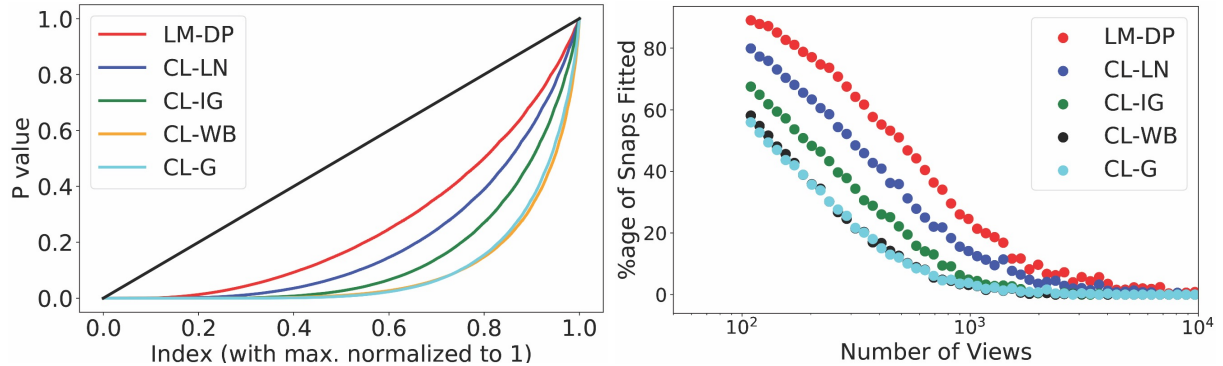 P value
1.0
0.8
0.6
0.4
0.2
0.0
LM-DP
CL-LN
CL-IG
CL-WB
CL-G
0.0 0.2 0.4 0.6 0.8 1.0
Index (with max. normalized to 1)
%age of Snaps Fitted
80
60
40
20
0
LM-DP
CL-LN
CL-IG
CL-WB
CL-G
10² 10³ 10⁴
Number of Views